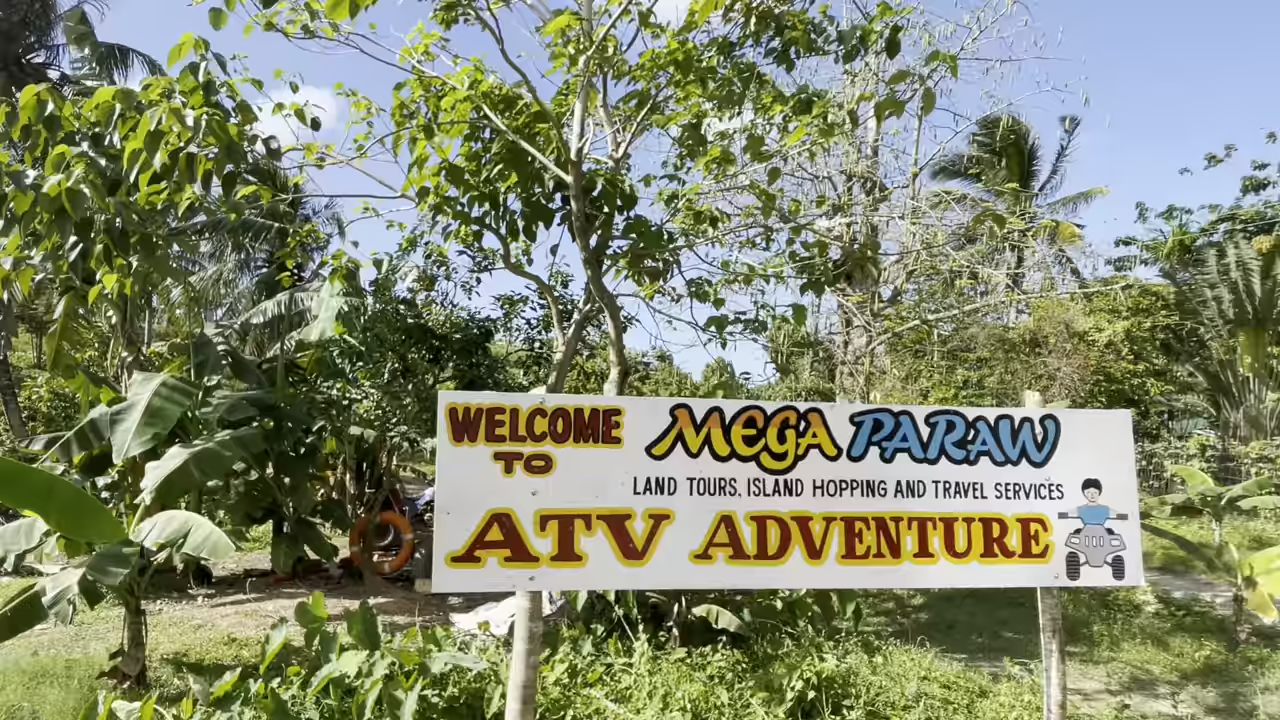 WELCOME TO
MEGA PARAW
LAND TOURS, ISLAND HOPPING AND TRAVEL SERVICES
ATV ADVENTURE